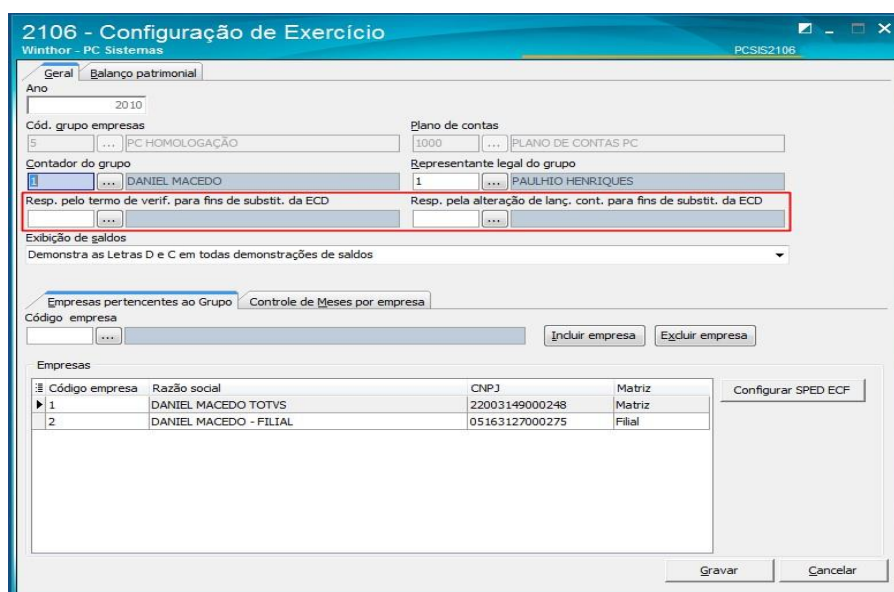 2106 - Configuração de Exercício
Winthor - PC Sistemas
PCSIS2106
Geral Balanço patrimonial
Ano
2010
Cód. grupo empresas Plano de contas
5 ... PC HOMOLOGAÇÃO 1000 ... PLANO DE CONTAS PC
Contador do grupo Representante legal do grupo
1 ... DANIEL MACEDO 1 ... PAULHIO HENRIQUES
Resp. pelo termo de verif. para fins de substit. da ECD Resp. pela alteração de lanç. cont. para fins de substit. da ECD
... ...
Exibição de saldos
Demonstra as Letras D e C em todas demonstrações de saldos
Empresas pertencentes ao Grupo Controle de Meses por empresa
Código empresa
... Incluir empresa Excluir empresa
Empresas
Código empresa Razão social CNPJ Matriz Configurar SPED ECF
1 DANIEL MACEDO TOTVS 22003149000248 Matriz
2 DANIEL MACEDO - FILIAL 05163127000275 Filial
Gravar Cancelar